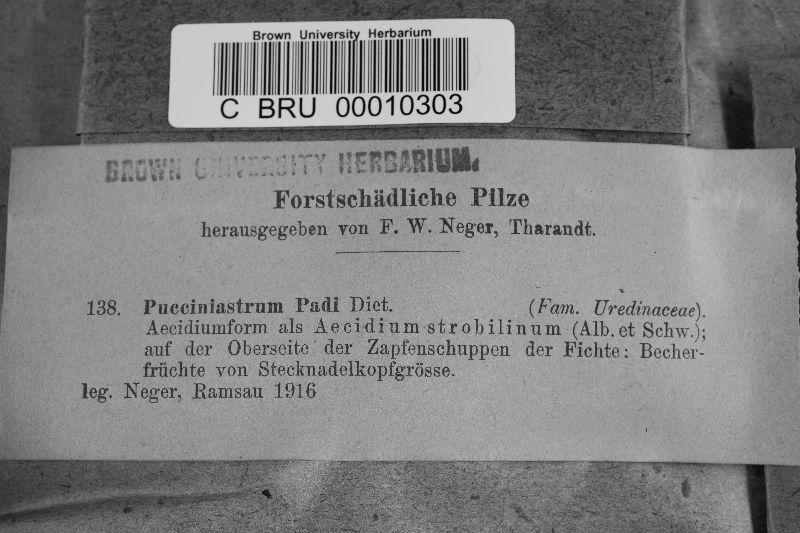 Brown University Herbarium
C BRU 00010303
BROWN UNIVERSITY HERBARIUM.
Forstschädliche Pilze
herausgegeben von F. W. Neger, Tharandt.
138. Pucciniastrum Padi Diet. (Fam. Uredinaceae).
Aecidiumform als Aecidium strobilinum (Alb. et Schw.);
auf der Oberseite der Zapfenschuppen der Fichte: Becher-
früchte von Stecknadelkopfgrösse.
leg. Neger, Ramsau 1916